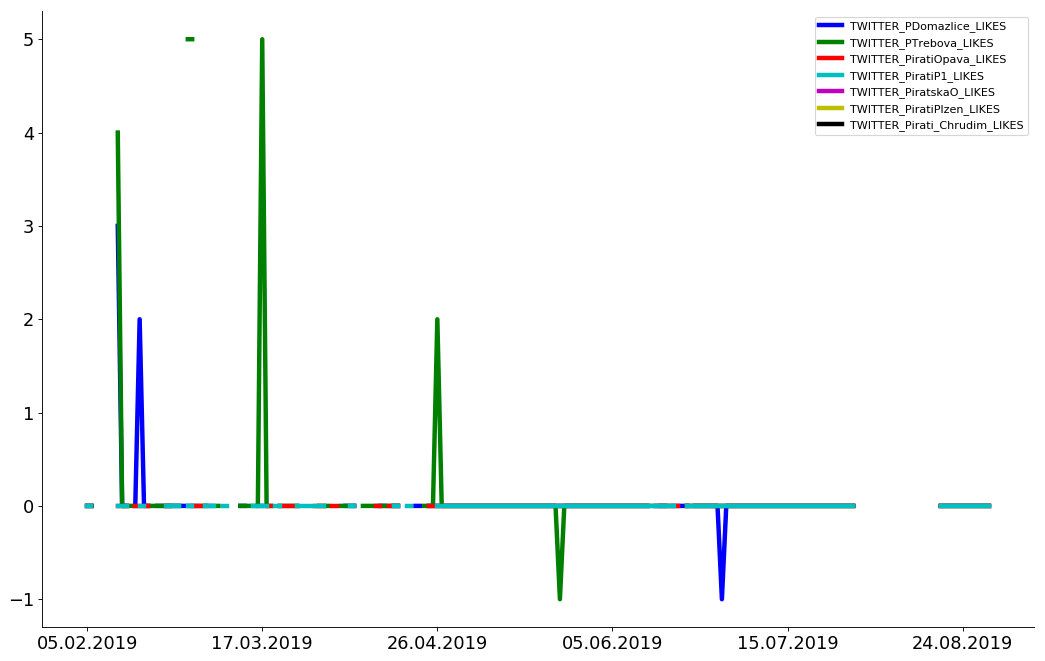 TWITTER_PDomazlice_LIKES
TWITTER_PTrebova_LIKES
TWITTER_PiratiOpava_LIKES
TWITTER_PiratiP1_LIKES
TWITTER_PiratskaO_LIKES
TWITTER_PiratiPlzen_LIKES
TWITTER_Pirati_Chrudim_LIKES
5
4
3
2
1
0
−1
05.02.2019 17.03.2019 26.04.2019 05.06.2019 15.07.2019 24.08.2019